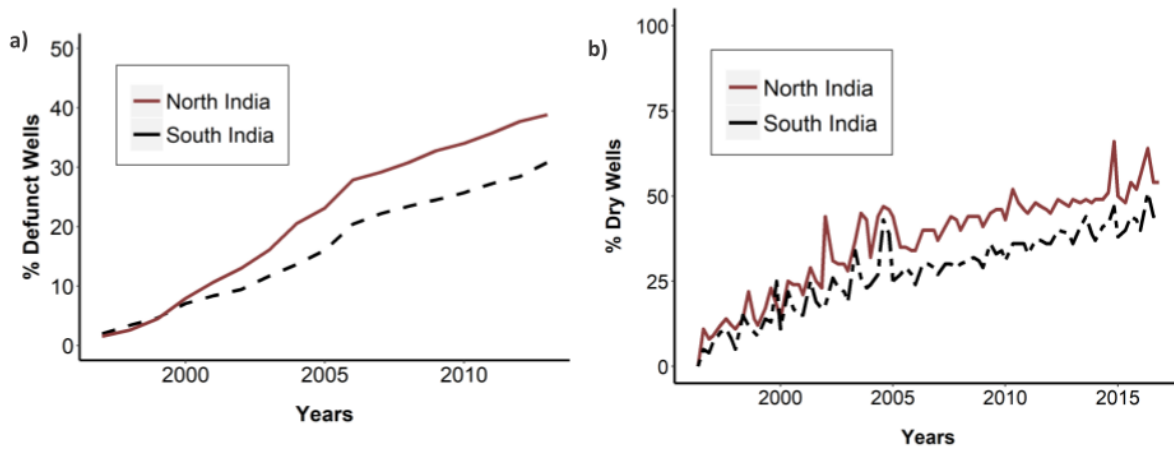 a)
50
40
30
20
10
0
% Defunct Wells
North India
South India
2000 2005 2010
Years
b)
100
75
50
25
0
% Dry Wells
North India
South India
2000 2005 2010 2015
Years